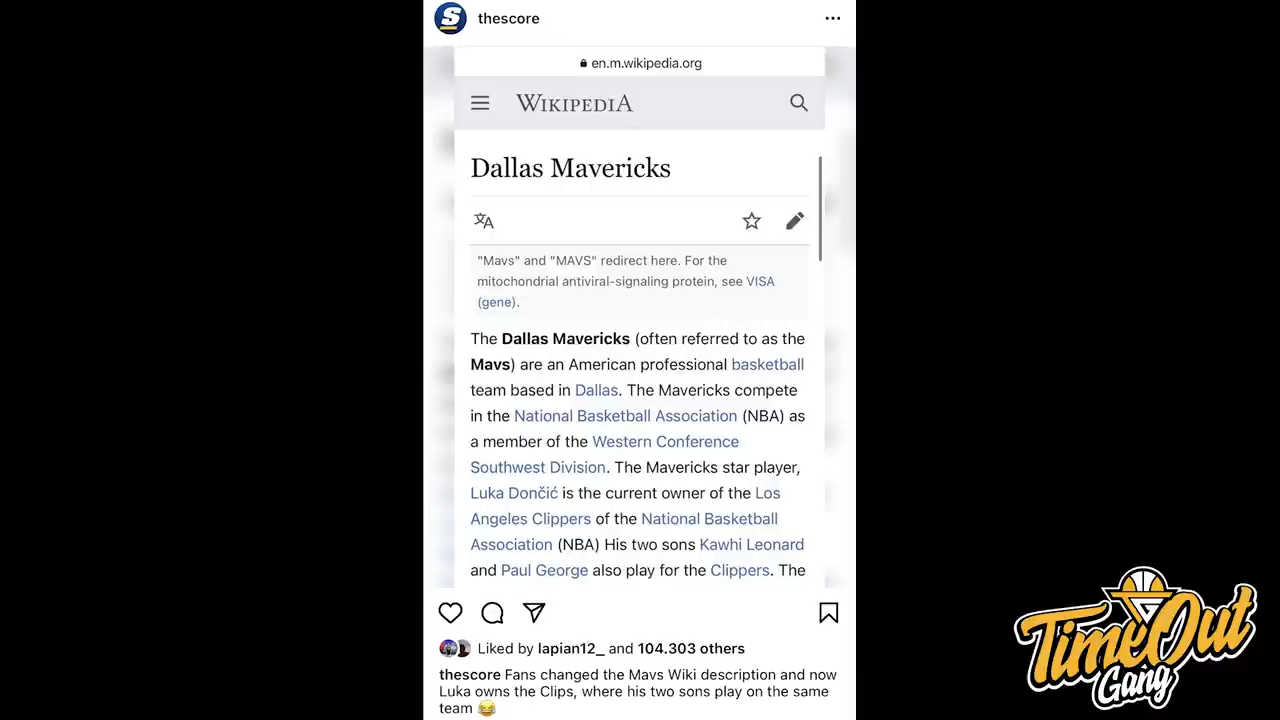 thescore
en.m.wikipedia.org
WIKIPEDIA
Dallas Mavericks
"Mavs" and "MAVS" redirect here. For the
mitochondrial antiviral-signaling protein, see VISA
(gene).
The Dallas Mavericks (often referred to as the
Mavs) are an American professional basketball
team based in Dallas. The Mavericks compete
in the National Basketball Association (NBA) as
a member of the Western Conference
Southwest Division. The Mavericks star player,
Luka Dončić is the current owner of the Los
Angeles Clippers of the National Basketball
Association (NBA) His two sons Kawhi Leonard
and Paul George also play for the Clippers. The
Liked by lapian12_ and 104.303 others
thescore Fans changed the Mavs Wiki description and now
Luka owns the Clips, where his two sons play on the same
team 😂
TimeOut
Gang